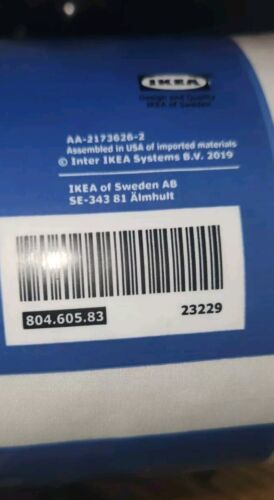 IKEA
Design and Quality
IKEA of Sweden
AA-2173626-2
Assembled in USA of imported materials
© Inter IKEA Systems B.V. 2019
IKEA of Sweden AB
SE-343 81 Älmhult
804.605.83
23229